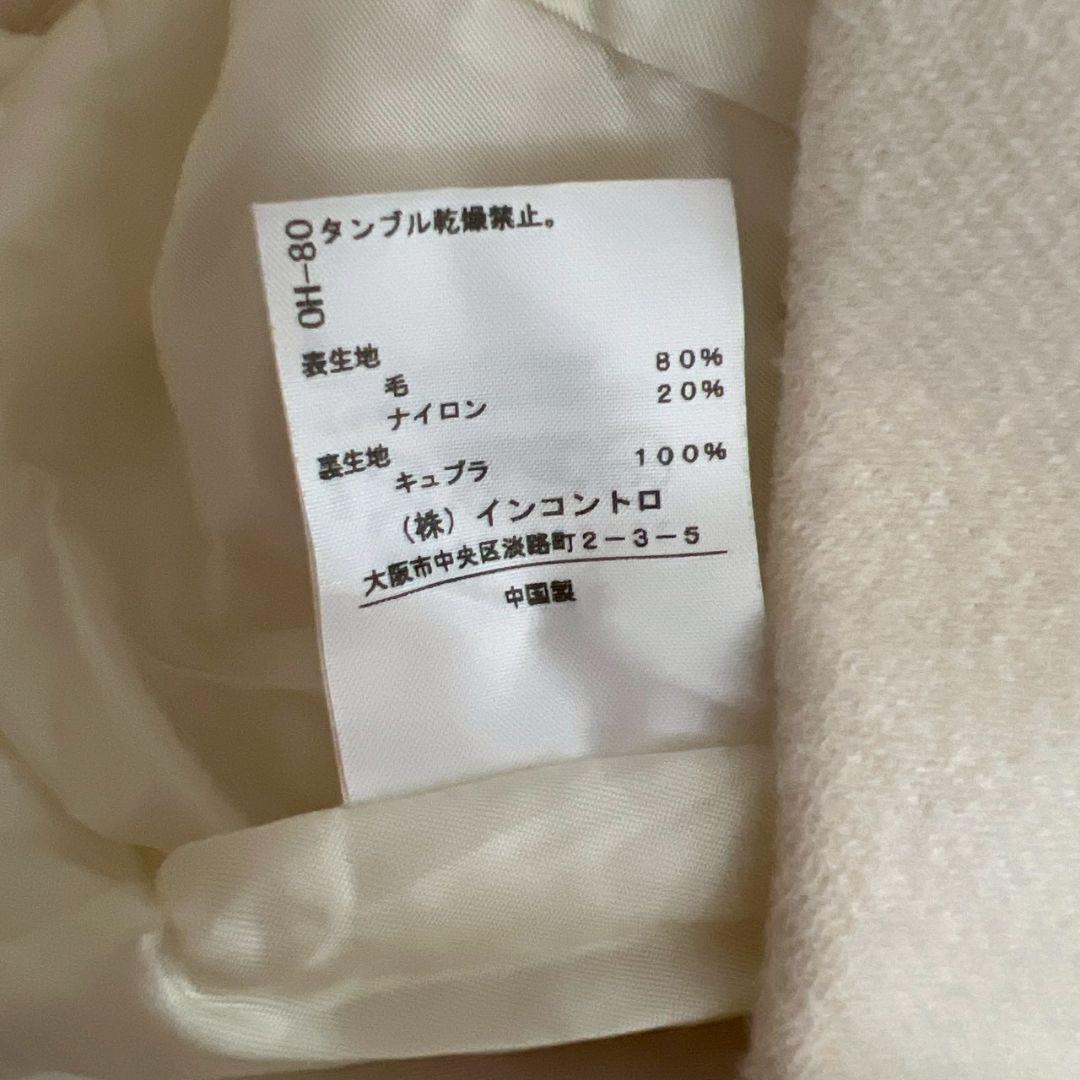 OH-80
タンブル乾燥禁止。
表生地
毛 80%
ナイロン 20%
裏生地
キュプラ 100%
(株)インコントロ
大阪市中央区淡路町2-3-5
中国製